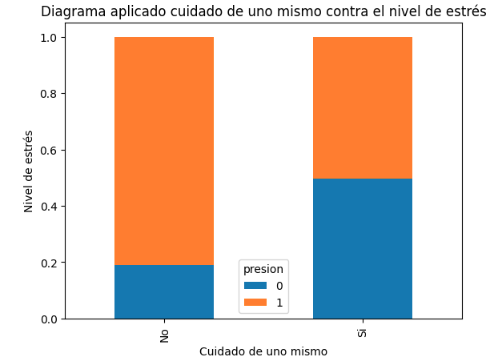 Diagrama aplicado cuidado de uno mismo contra el nivel de estrés
1.0
0.8
0.6
0.4
0.2
0.0
Nivel de estrés
presion
0
1
No
Si
Cuidado de uno mismo